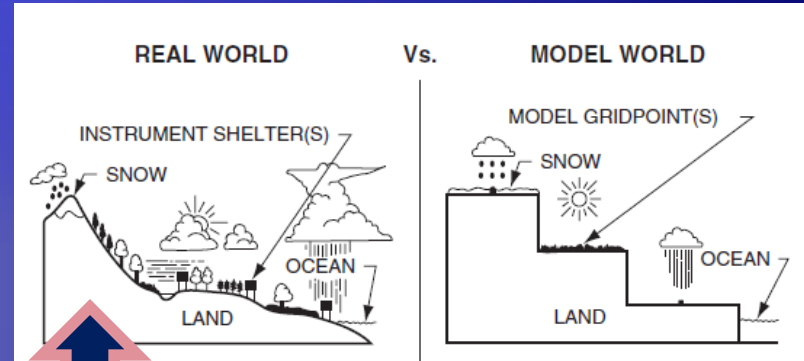 REAL WORLD Vs. MODEL WORLD
INSTRUMENT SHELTER(S)
SNOW
OCEAN
LAND
MODEL GRIDPOINT(S)
SNOW
OCEAN
LAND